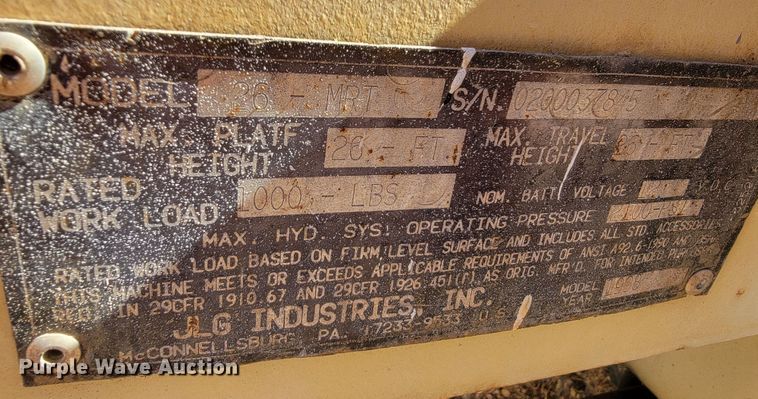 MODEL 26 - MRT S/N.
MAX. PLATF. HEIGHT 26 - FT. MAX. TRAVEL HEIGHT
RATED WORK LOAD 1000 - LBS NOM. BATT. VOLTAGE VDC
MAX. HYD. SYS. OPERATING PRESSURE
RATED WORK LOAD BASED ON FIRM LEVEL SURFACE AND INCLUDES ALL STD. ACCESSORIES
THIS MACHINE MEETS OR EXCEEDS APPLICABLE REQUIREMENTS OF ANSI A92.6-1990 AND
REQ'T IN 29CFR 1910.67 AND 29CFR 1926.451(F) AS ORIG. MFR'D. FOR INTENDED
JLG INDUSTRIES, INC. MODEL YEAR
McCONNELLSBURG, PA. 17233-9533 U.S.
Purple Wave Auction